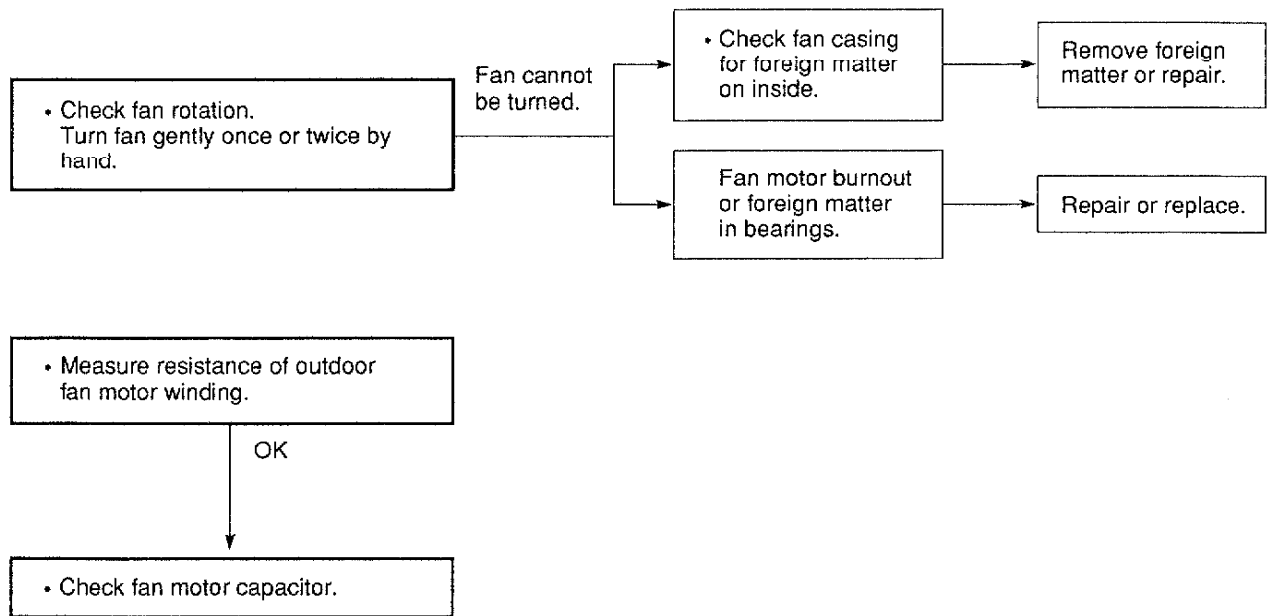 • Check fan rotation.
Turn fan gently once or twice by
hand.
Fan cannot
be turned.
• Check fan casing
for foreign matter
on inside.
Remove foreign
matter or repair.
Fan motor burnout
or foreign matter
in bearings.
Repair or replace.
• Measure resistance of outdoor
fan motor winding.
OK
• Check fan motor capacitor.